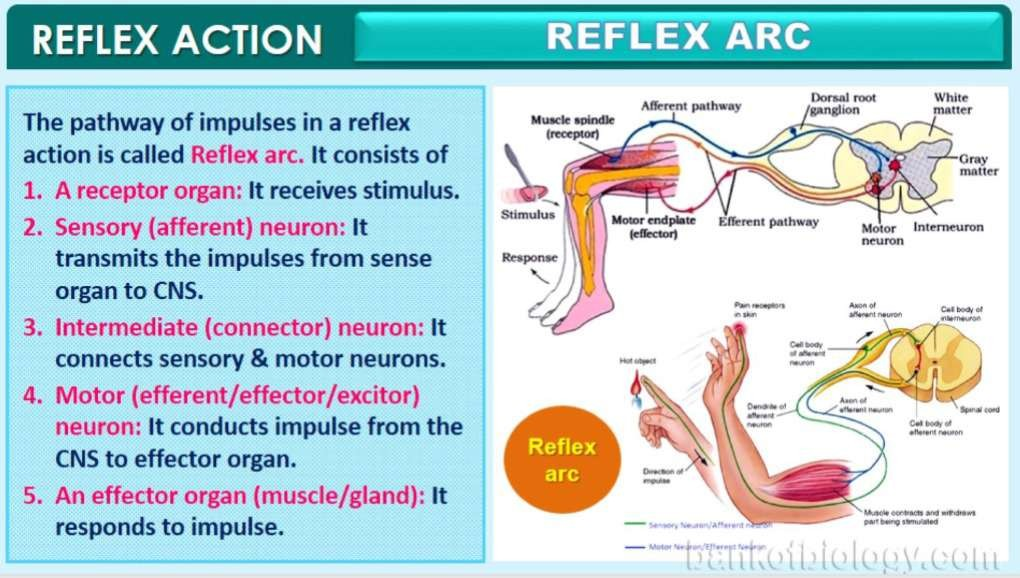 REFLEX ACTION
REFLEX ARC
The pathway of impulses in a reflex
action is called Reflex arc. It consists of
1. A receptor organ: It receives stimulus.
2. Sensory (afferent) neuron: It
transmits the impulses from sense
organ to CNS.
3. Intermediate (connector) neuron: It
connects sensory & motor neurons.
4. Motor (efferent/effector/excitor)
neuron: It conducts impulse from the
CNS to effector organ.
5. An effector organ (muscle/gland): It
responds to impulse.
Afferent pathway
Dorsal root
ganglion
White
matter
Muscle spindle
(receptor)
Gray
matter
Stimulus
Motor endplate
(effector)
Efferent pathway
Motor
neuron
Interneuron
Response
Pain receptors
in skin
Axon of
afferent neuron
Cell body of
interneuron
Cell body
of afferent
neuron
Hot object
Dendrite of
afferent
neuron
Axon of
efferent neuron
Spinal cord
Cell body of
efferent neuron
Reflex
arc
Direction of
impulse
Muscle contracts and withdraws
part being stimulated
Sensory Neuron/Afferent neuron
Motor Neuron/Efferent Neuron
bankofbiology.com